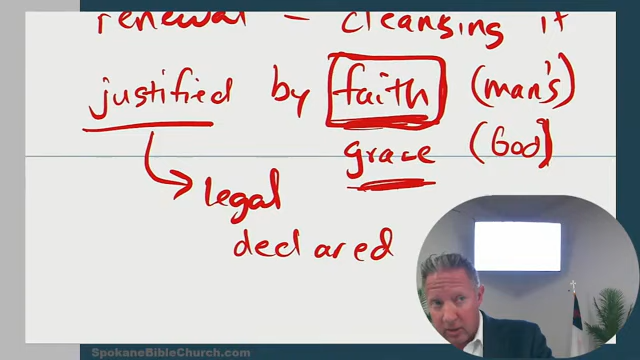 renewal - cleansing it
justified by faith (man's)
grace (God)
legal
declared
SpokaneBibleChurch.com